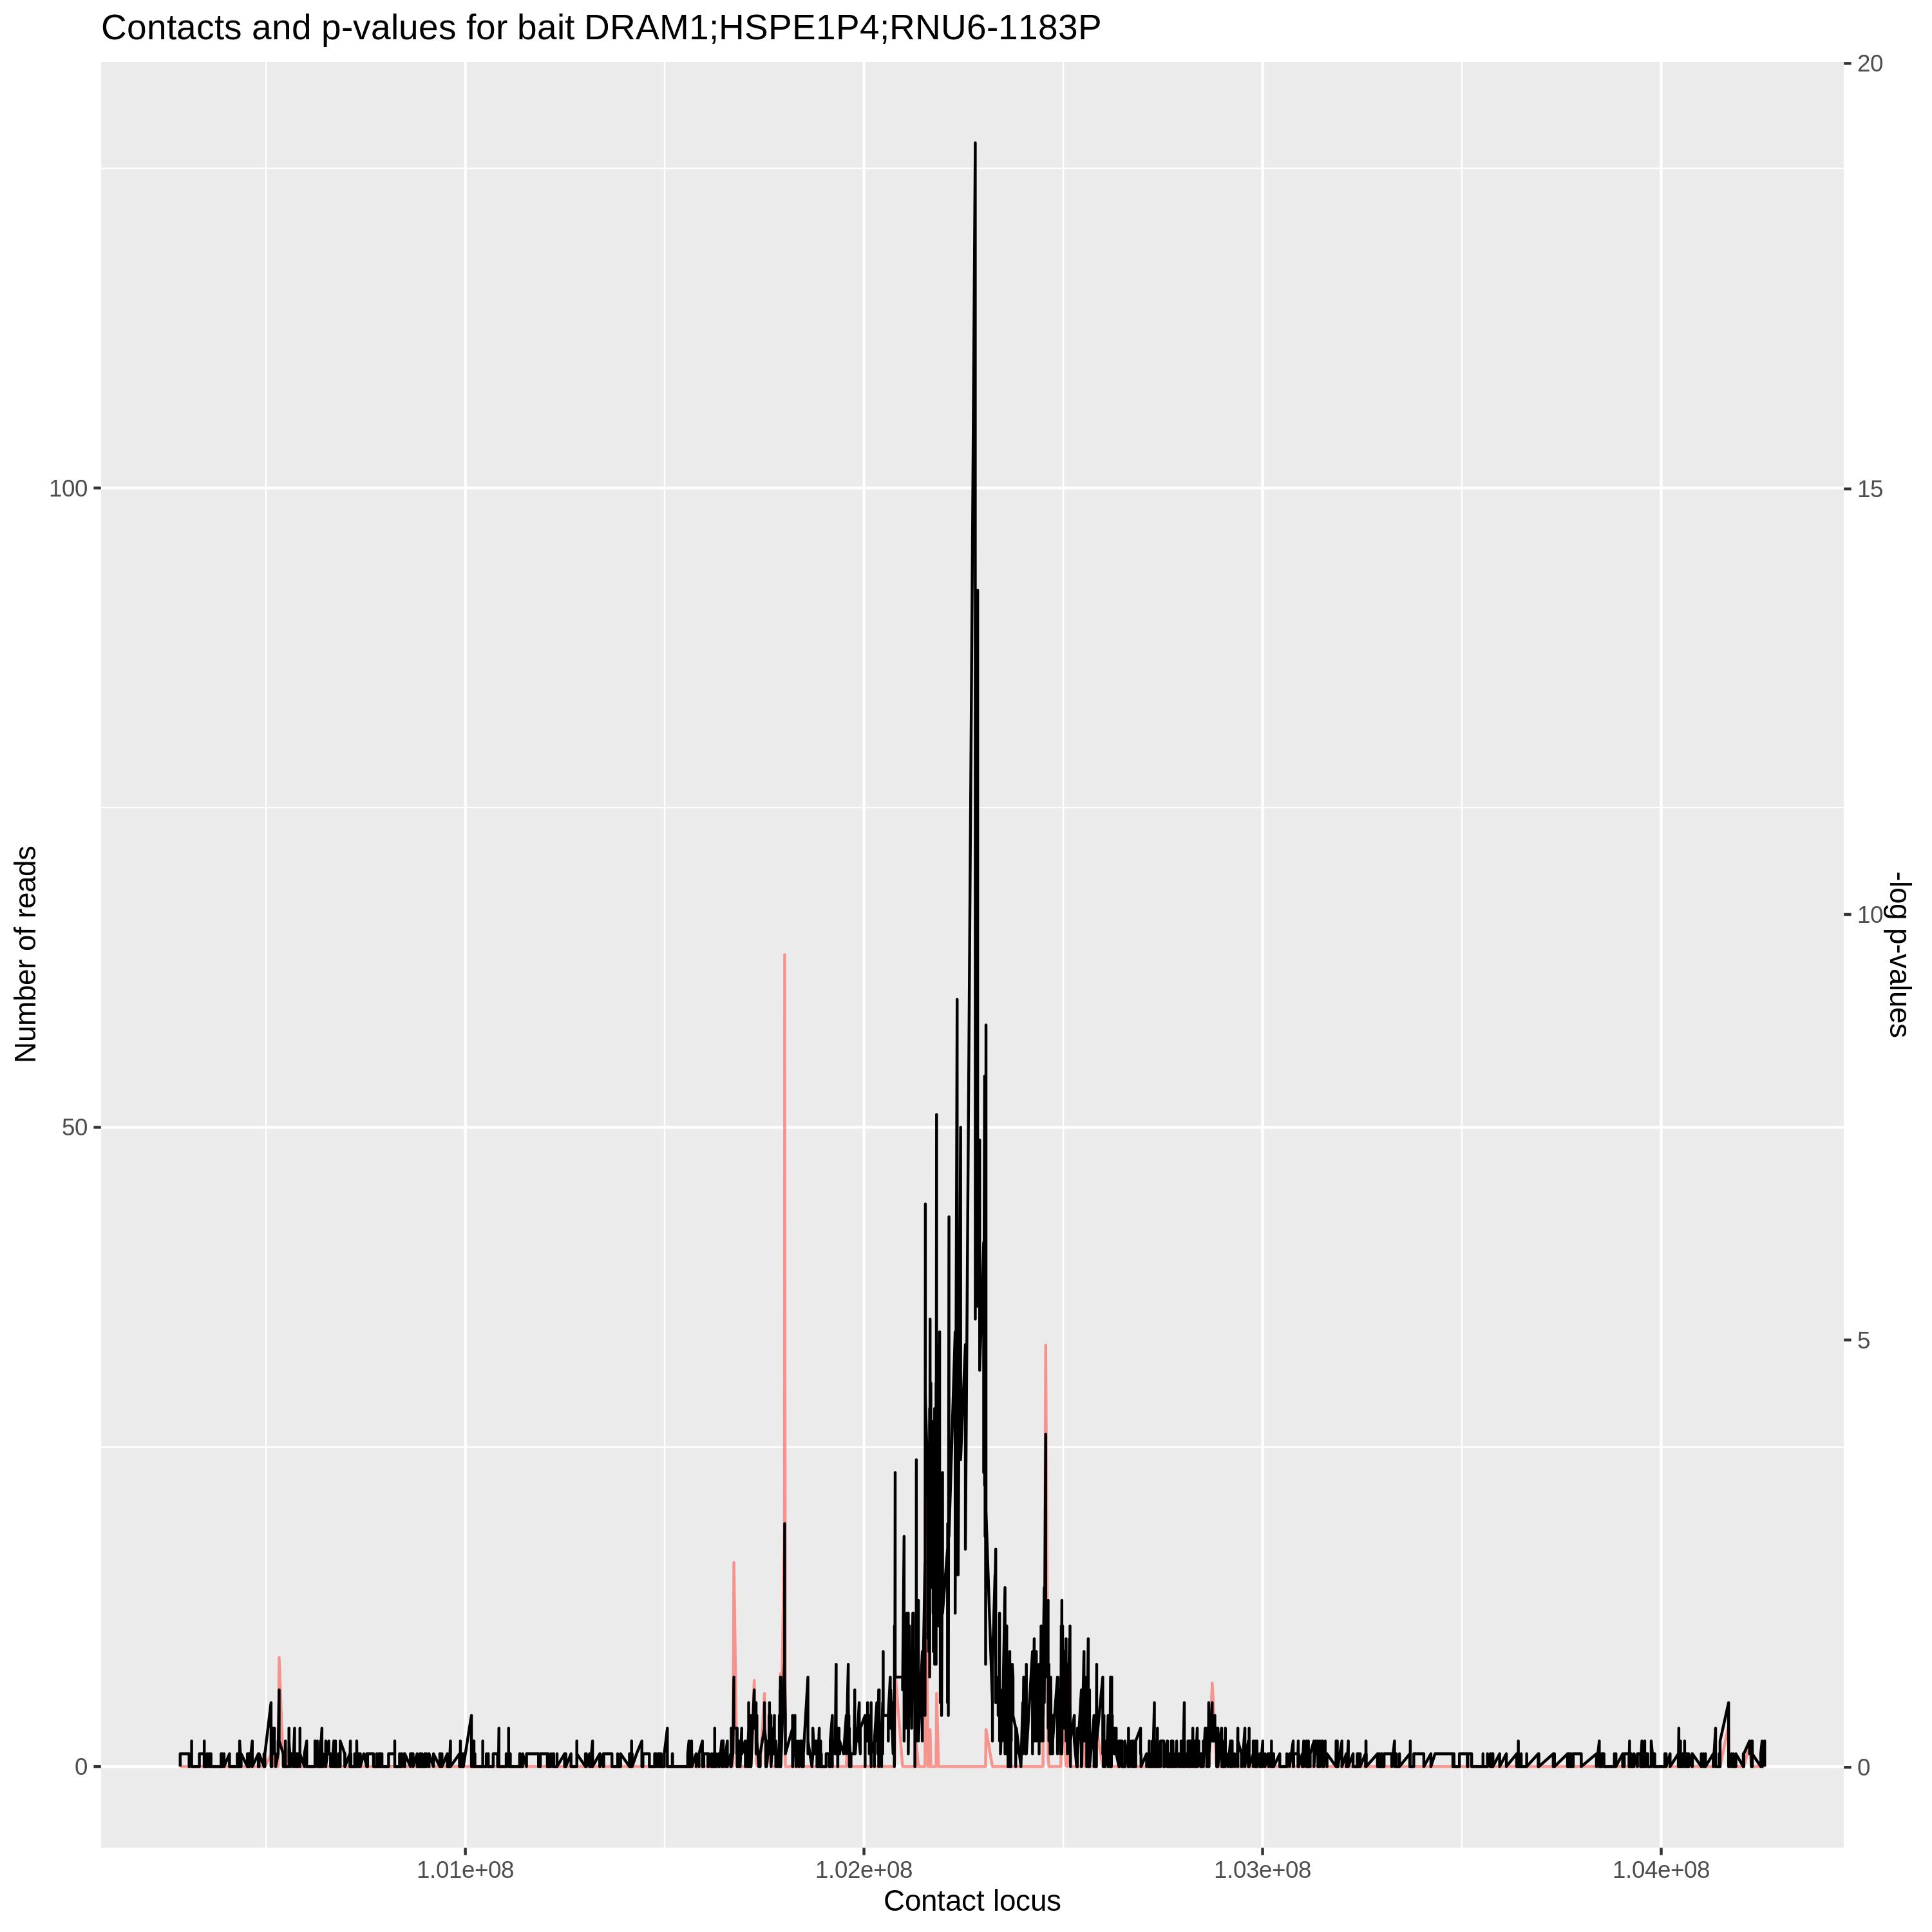 Contacts and p-values for bait DRAM1;HSPE1P4;RNU6-1183P
Number of reads
100
50
0
20
15
10
5
0
-log p-values
1.01e+08 1.02e+08 1.03e+08 1.04e+08
Contact locus